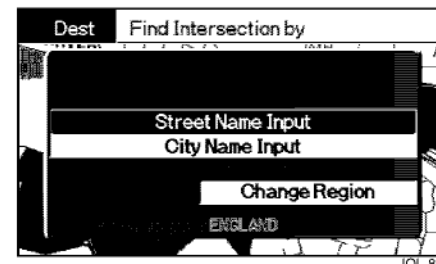 Dest Find Intersection by
Street Name Input
City Name Input
Change Region
ENGLAND